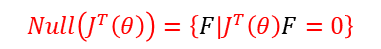 Null(J^T(θ)) = {F|J^T(θ)F = 0}